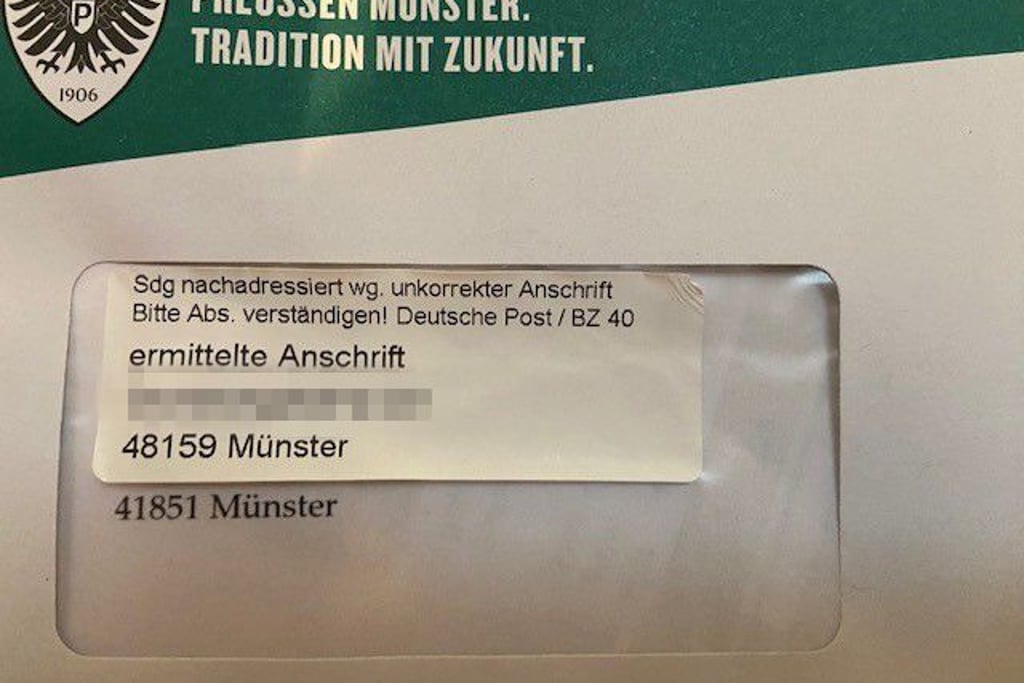 P
1906
PREUSSEN MÜNSTER.
TRADITION MIT ZUKUNFT.
Sdg nachadressiert wg. unkorrekter Anschrift
Bitte Abs. verständigen! Deutsche Post / BZ 40
ermittelte Anschrift
48159 Münster
41851 Münster